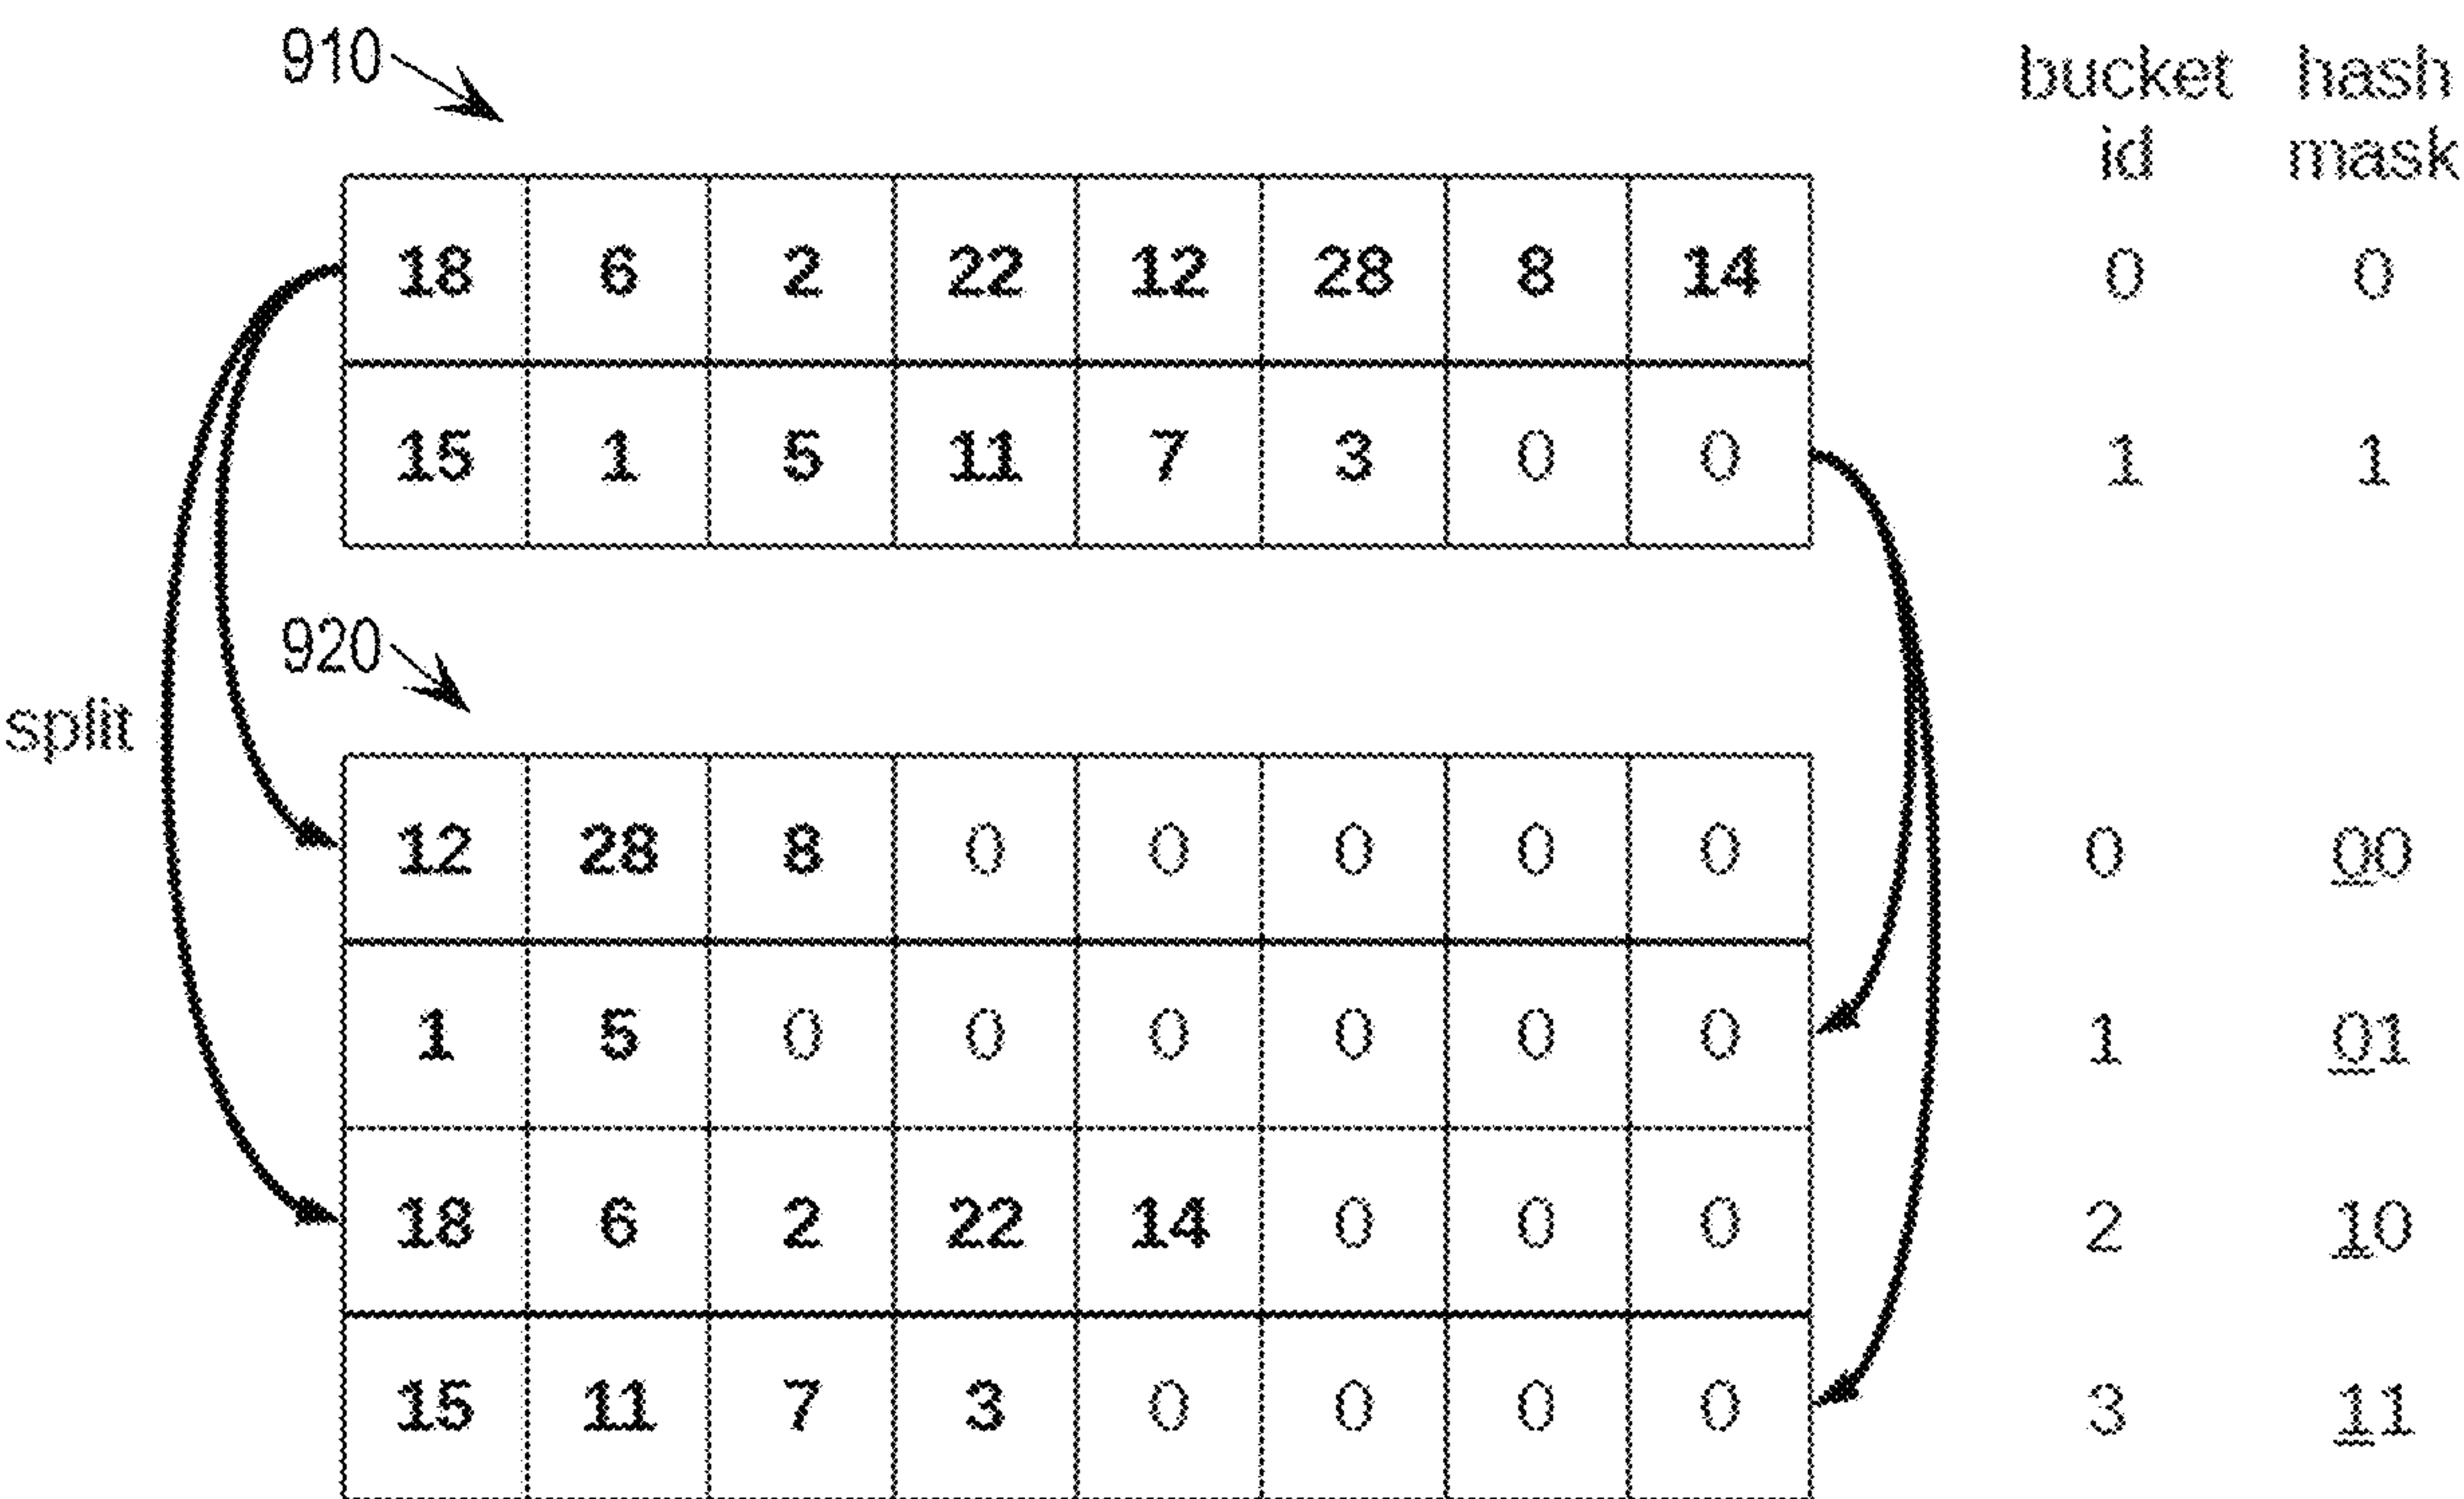 910
bucket hash
id mask
18 6 2 22 12 28 8 14 0 0
15 1 5 11 7 3 0 0 1 1
920
split
12 28 8 0 0 0 0 0 0 00
1 5 0 0 0 0 0 0 1 01
18 6 2 22 14 0 0 0 2 10
15 11 7 3 0 0 0 0 3 11